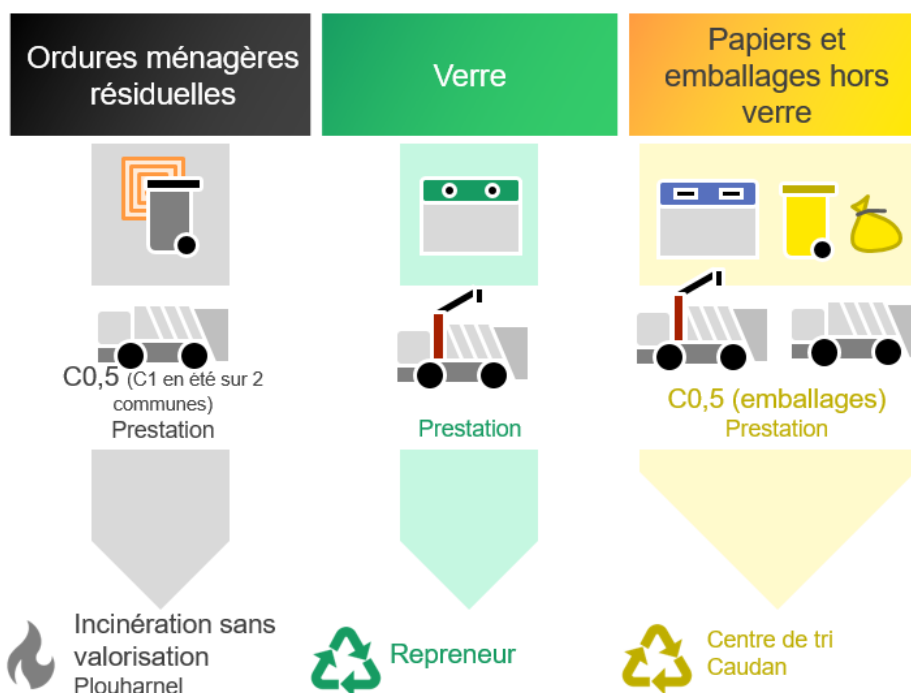 Ordures ménagères
résiduelles
Verre
Papiers et
emballages hors
verre
C0,5 (C1 en été sur 2
communes)
Prestation
Prestation
C0,5 (emballages)
Prestation
Incinération sans
valorisation
Plouharnel
Repreneur
Centre de tri
Caudan